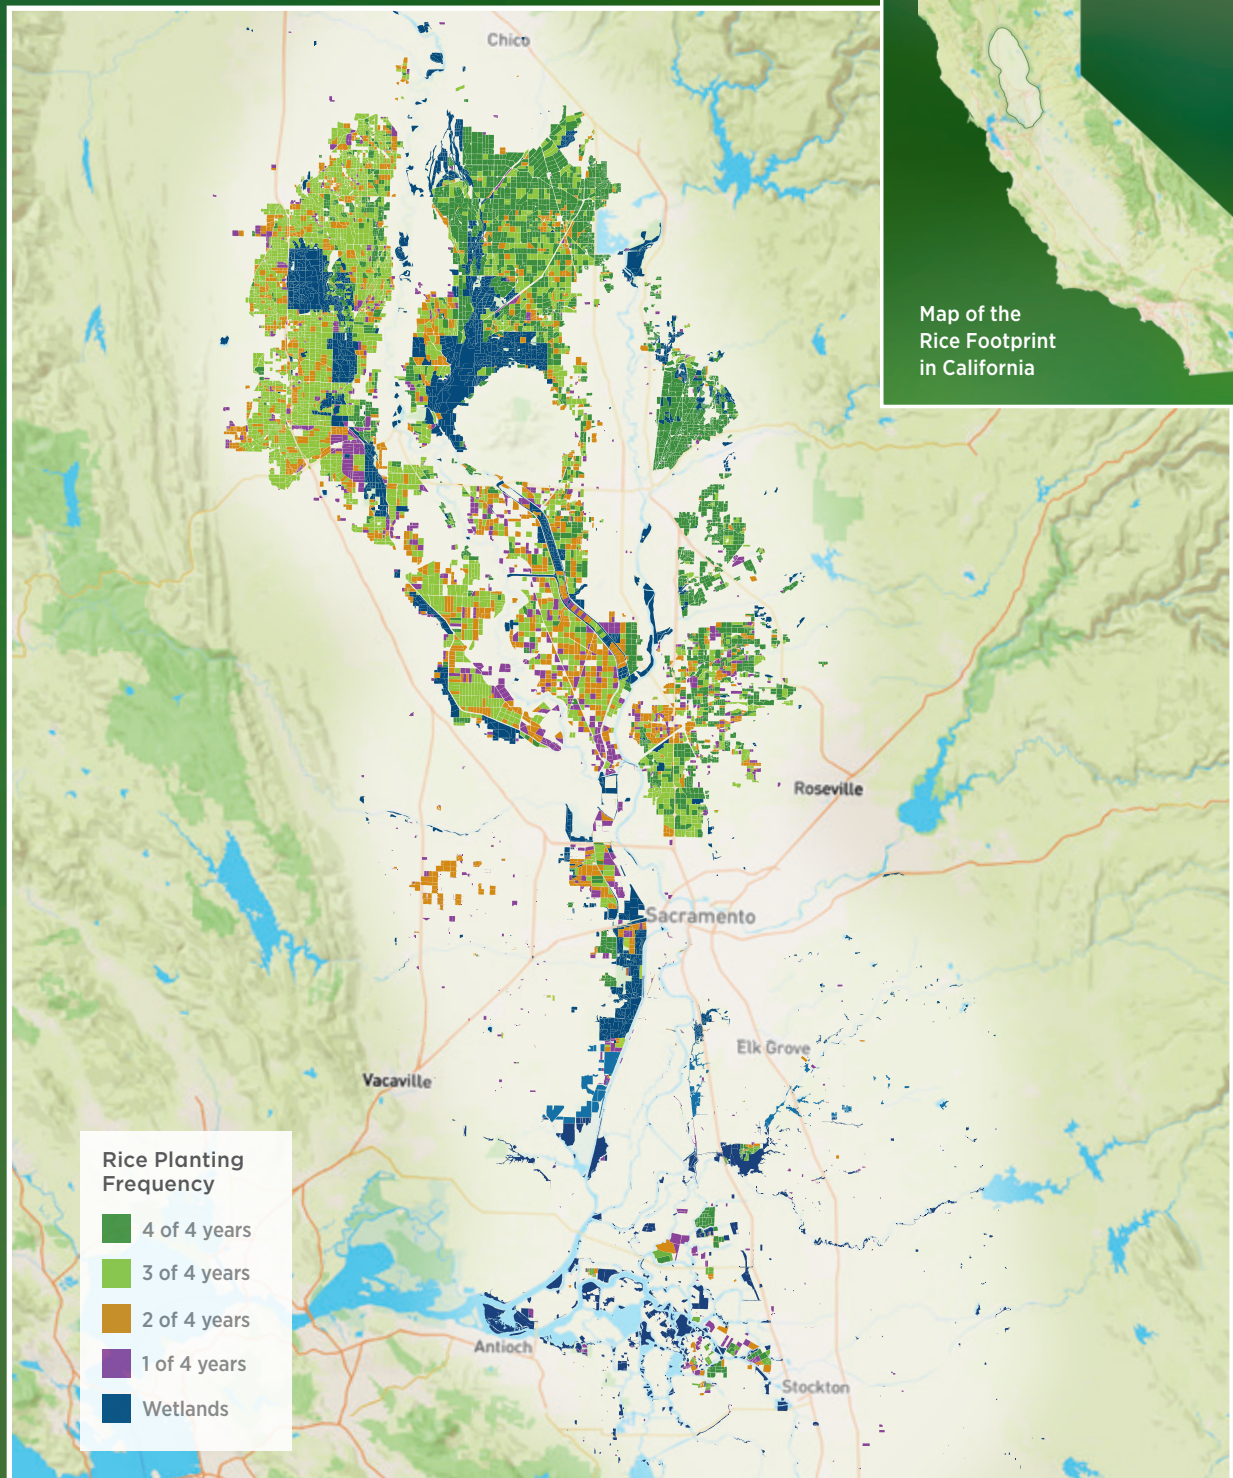 Chico
Map of the
Rice Footprint
in California
Roseville
Sacramento
Elk Grove
Vacaville
Rice Planting
Frequency
4 of 4 years
3 of 4 years
2 of 4 years
1 of 4 years
Wetlands
Antioch
Stockton